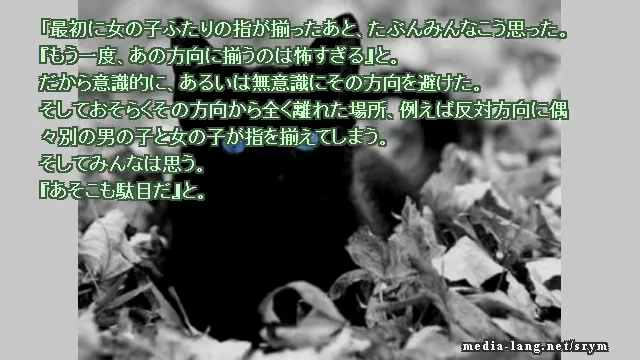 「最初に女の子ふたりの指が揃ったあと、たぶんみんなこう思った。
『もう一度、あの方向に揃うのは怖すぎる』と。
だから意識的に、あるいは無意識にその方向を避けた。
そしておそらくその方向から全く離れた場所、例えば反対方向に偶
々別の男の子と女の子が指を揃えてしまう。
そしてみんなは思う。
『あそこも駄目だ』と。
media-lang.net/srym